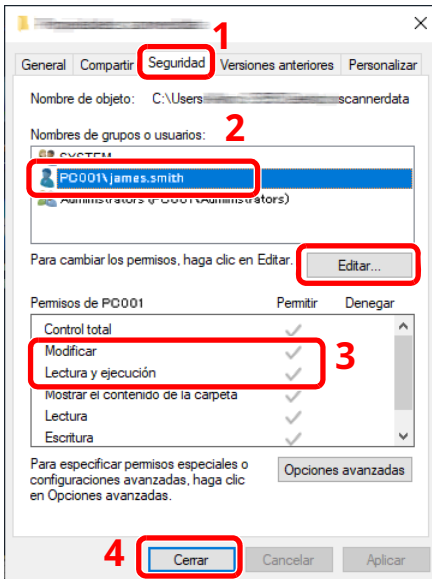 1
General Compartir Seguridad Versiones anteriores Personalizar
Nombre de objeto: C:\Users scannerdata
2
Nombres de grupos o usuarios:
SYSTEM
PC001\james.smith
Administrators (PC001\Administrators)
Para cambiar los permisos, haga clic en Editar. Editar...
Permisos de PC001 Permitir Denegar
Control total
Modificar
3
Lectura y ejecución
Mostrar el contenido de la carpeta
Lectura
Escritura
Para especificar permisos especiales o
configuraciones avanzadas, haga clic
en Opciones avanzadas.
Opciones avanzadas
4
Cerrar Cancelar Aplicar